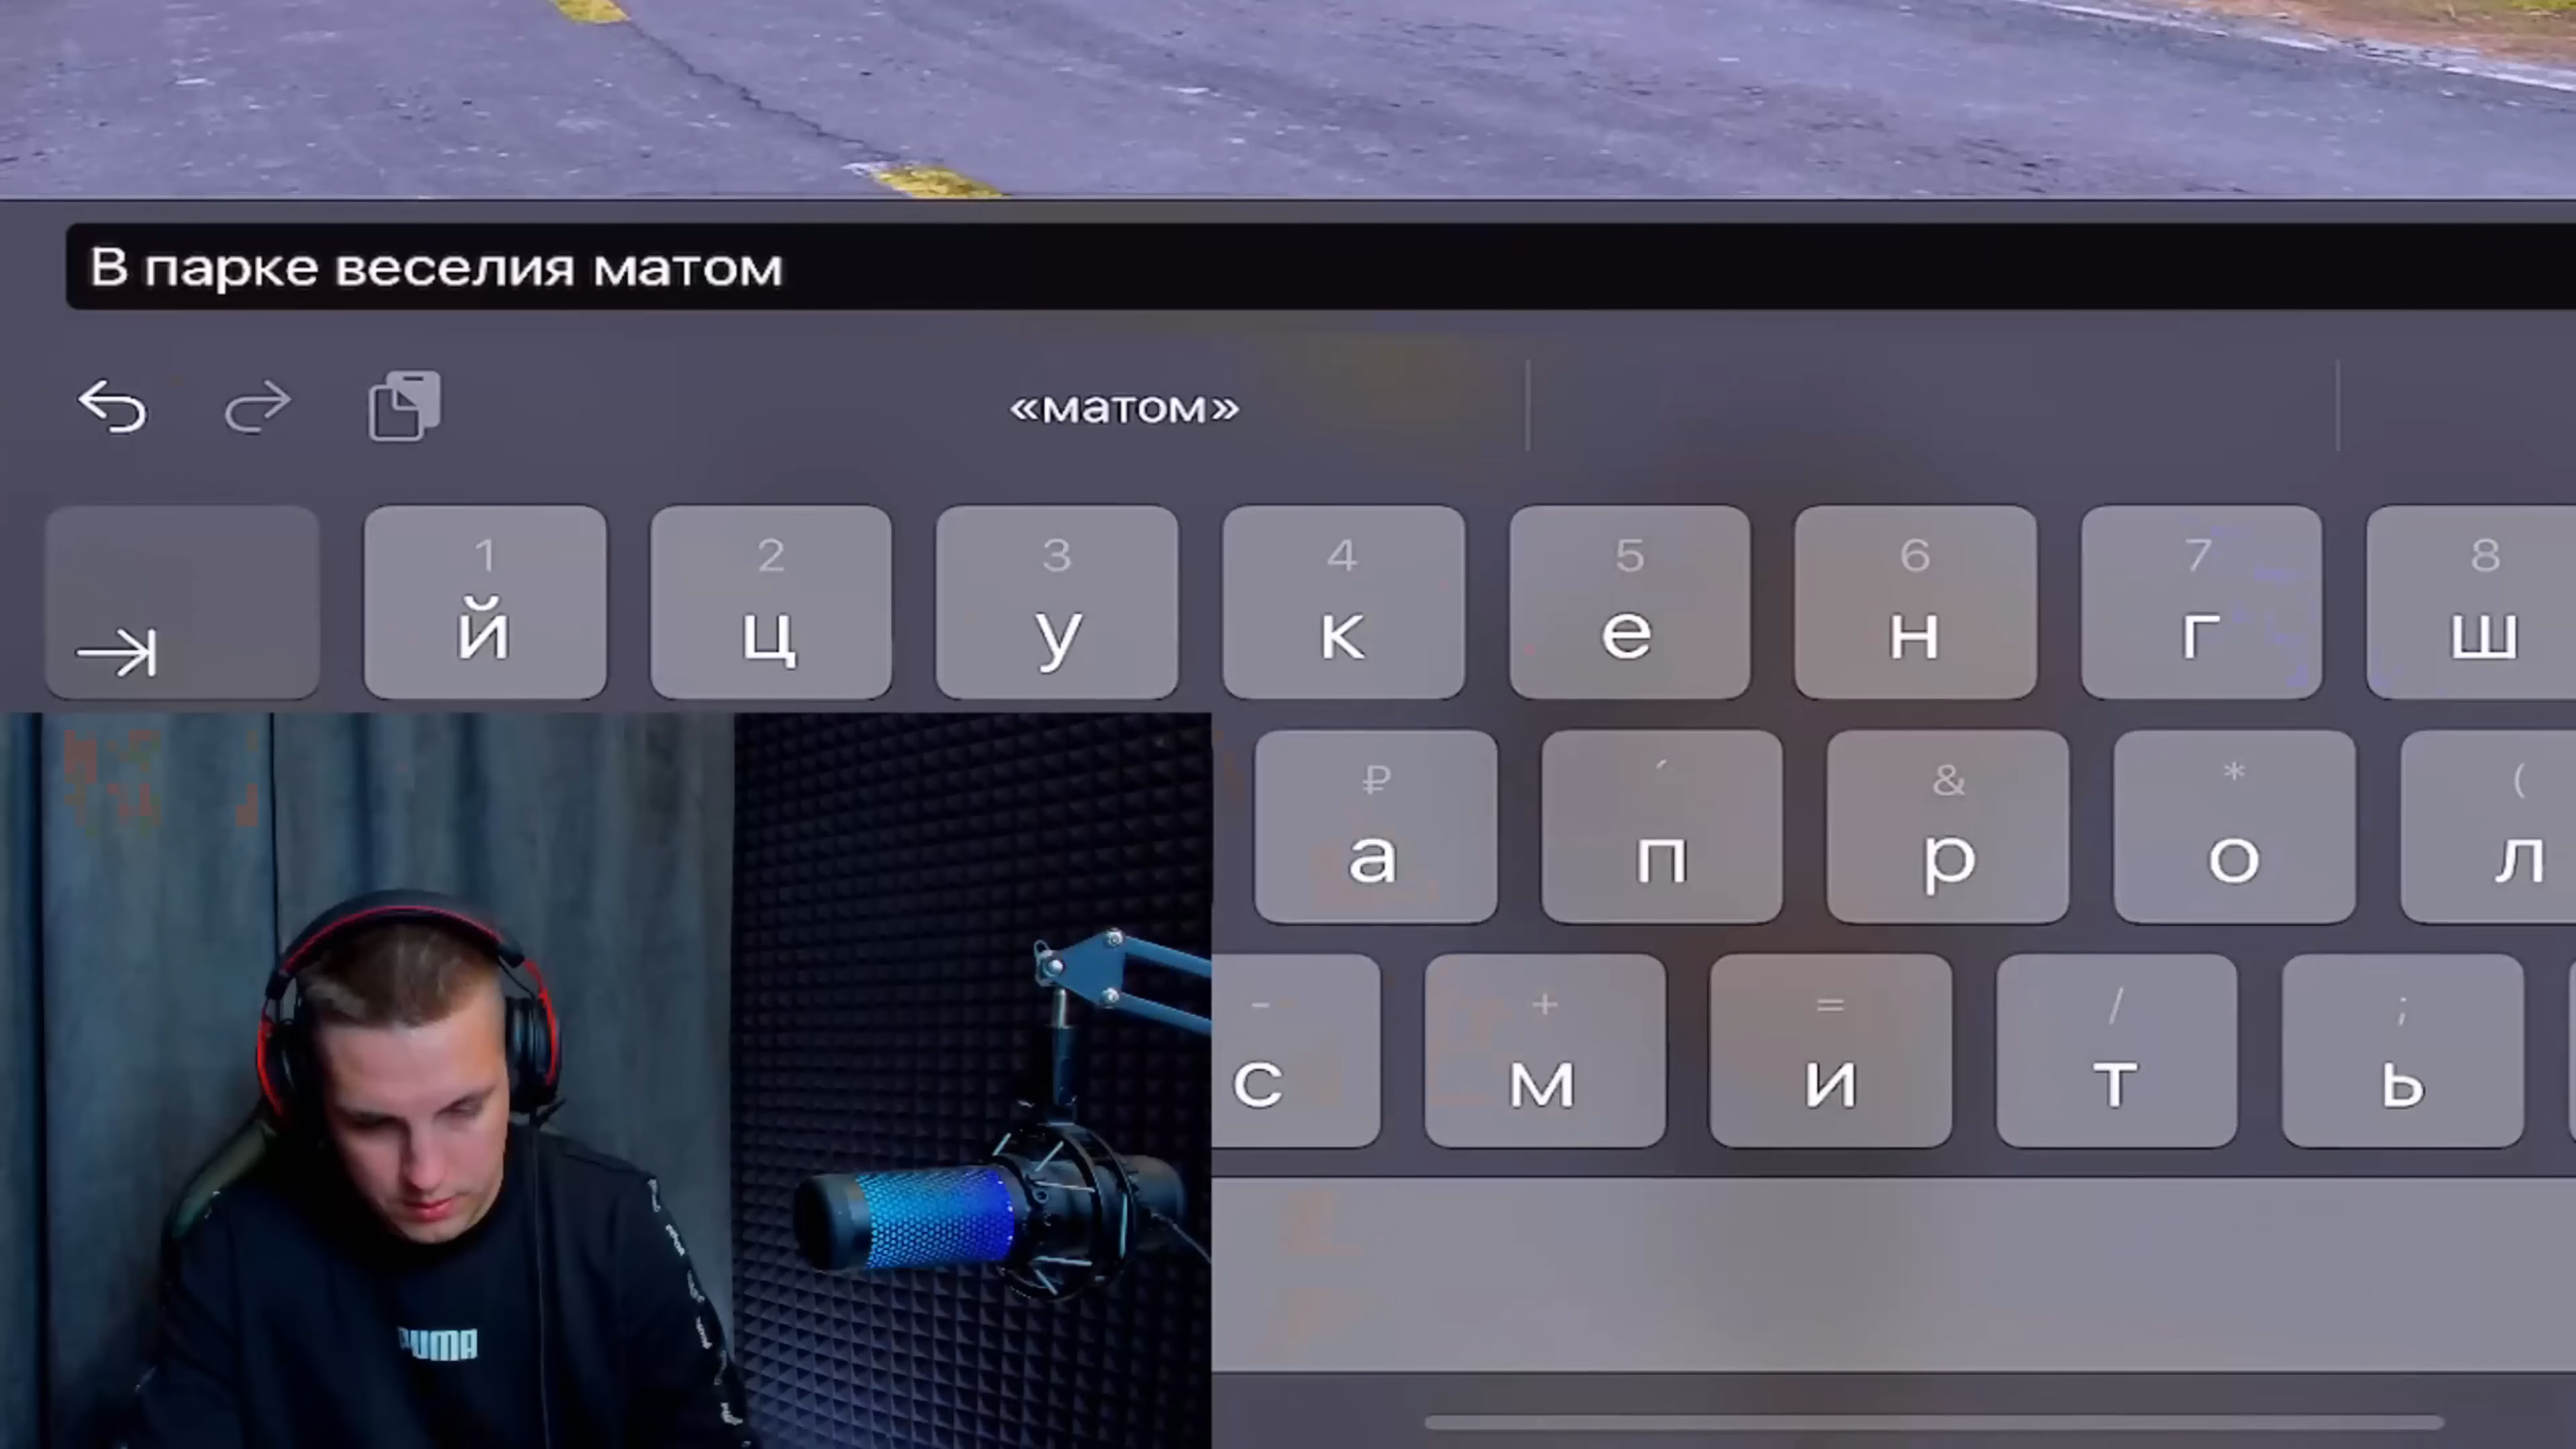 В парке веселия матом
«матом»
1 2 3 4 5 6 7 8
й ц у к е н г ш
₽ ´ & * (
а п р о л
- + = / ;
с м и т ь
PUMA